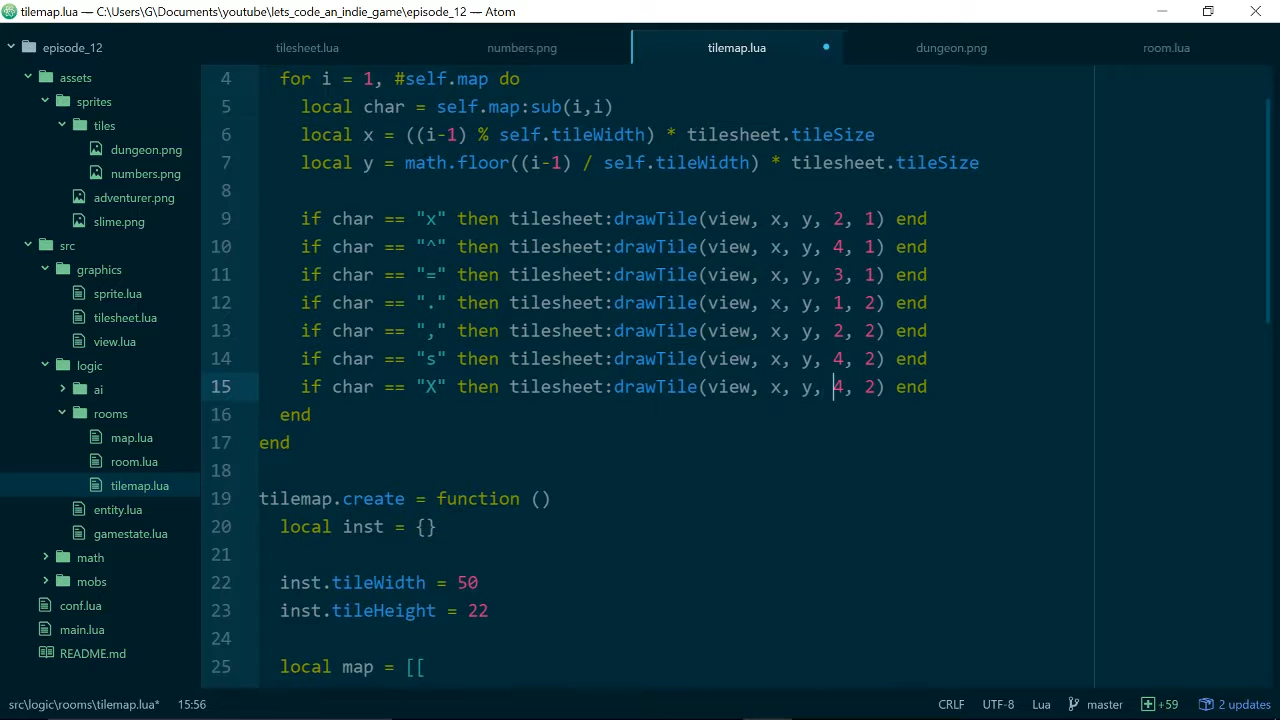 tilemap.lua — C:\Users\G\Documents\youtube\lets_code_an_indie_game\episode_12 — Atom
episode_12
tilesheet.lua
numbers.png
tilemap.lua
dungeon.png
room.lua
assets
sprites
tiles
dungeon.png
numbers.png
adventurer.png
slime.png
src
graphics
sprite.lua
tilesheet.lua
view.lua
logic
ai
rooms
map.lua
room.lua
tilemap.lua
entity.lua
gamestate.lua
math
mobs
conf.lua
main.lua
README.md
4 for i = 1, #self.map do
5 local char = self.map:sub(i,i)
6 local x = ((i-1) % self.tileWidth) * tilesheet.tileSize
7 local y = math.floor((i-1) / self.tileWidth) * tilesheet.tileSize
8
9 if char == "x" then tilesheet:drawTile(view, x, y, 2, 1) end
10 if char == "^" then tilesheet:drawTile(view, x, y, 4, 1) end
11 if char == "=" then tilesheet:drawTile(view, x, y, 3, 1) end
12 if char == "." then tilesheet:drawTile(view, x, y, 1, 2) end
13 if char == "," then tilesheet:drawTile(view, x, y, 2, 2) end
14 if char == "s" then tilesheet:drawTile(view, x, y, 4, 2) end
15 if char == "X" then tilesheet:drawTile(view, x, y, 4, 2) end
16 end
17 end
18
19 tilemap.create = function ()
20 local inst = {}
21
22 inst.tileWidth = 50
23 inst.tileHeight = 22
24
25 local map = [[
src\logic\rooms\tilemap.lua* 15:56
CRLF UTF-8 Lua master +59 2 updates